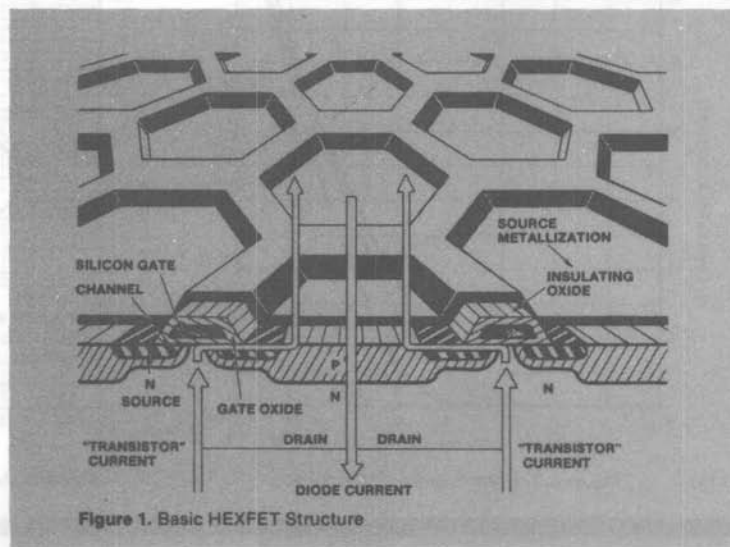 SOURCE
METALLIZATION
SILICON GATE
INSULATING
OXIDE
CHANNEL
P
N
SOURCE
GATE OXIDE
N
N
DRAIN
DRAIN
"TRANSISTOR"
CURRENT
"TRANSISTOR"
CURRENT
DIODE CURRENT
Figure 1. Basic HEXFET Structure